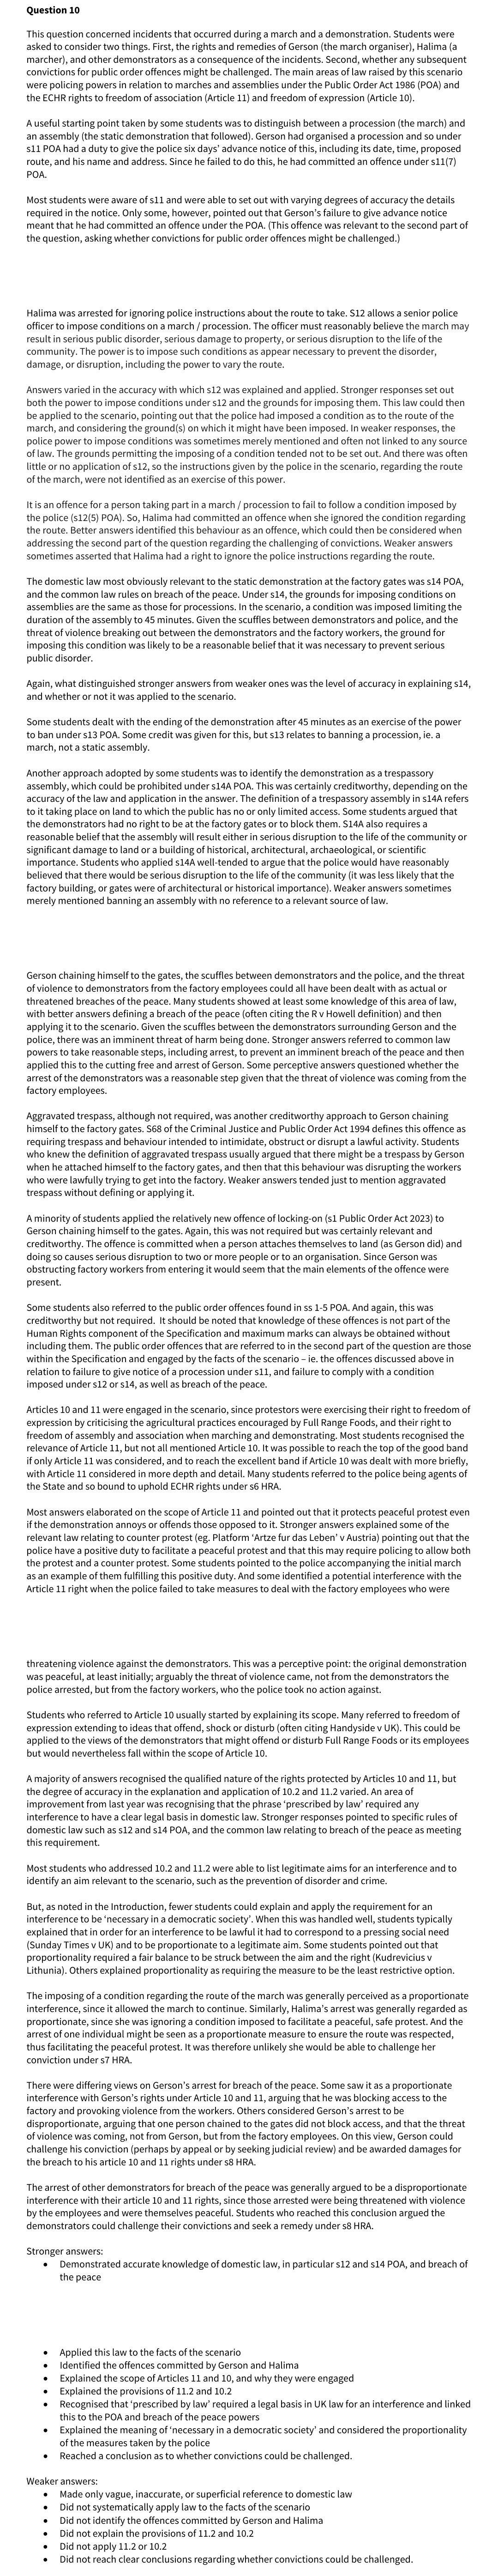 Question 10
This question concerned incidents that occurred during a march and a demonstration. Students were
asked to consider two things. First, the rights and remedies of Gerson (the march organiser), Halima (a
marcher), and other demonstrators as a consequence of the incidents. Second, whether any subsequent
convictions for public order offences might be challenged. The main areas of law raised by this scenario
were policing powers in relation to marches and assemblies under the Public Order Act 1986 (POA) and
the ECHR rights to freedom of association (Article 11) and freedom of expression (Article 10).
A useful starting point taken by some students was to distinguish between a procession (the march) and
an assembly (the static demonstration that followed). Gerson had organised a procession and so under
s11 POA had a duty to give the police six days' advance notice of this, including its date, time, proposed
route, and his name and address. Since he failed to do this, he had committed an offence under s11(7)
POA.
Most students were aware of s11 and were able to set out with varying degrees of accuracy the details
required in the notice. Only some, however, pointed out that Gerson's failure to give advance notice
meant that he had committed an offence under the POA. (This offence was relevant to the second part of
the question, asking whether convictions for public order offences might be challenged.)
Halima was arrested for ignoring police instructions about the route to take. S12 allows a senior police
officer to impose conditions on a march / procession. The officer must reasonably believe the march may
result in serious public disorder, serious damage to property, or serious disruption to the life of the
community. The power is to impose such conditions as appear necessary to prevent the disorder,
damage, or disruption, including the power to vary the route.
Answers varied in the accuracy with which s12 was explained and applied. Stronger responses set out
both the power to impose conditions under s12 and the grounds for imposing them. This law could then
be applied to the scenario, pointing out that the police had imposed a condition as to the route of the
march, and considering the ground(s) on which it might have been imposed. In weaker responses, the
police power to impose conditions was sometimes merely mentioned and often not linked to any source
of law. The grounds permitting the imposing of a condition tended not to be set out. And there was often
little or no application of s12, so the instructions given by the police in the scenario, regarding the route
of the march, were not identified as an exercise of this power.
It is an offence for a person taking part in a march / procession to fail to follow a condition imposed by
the police (s12(5) POA). So, Halima had committed an offence when she ignored the condition regarding
the route. Better answers identified this behaviour as an offence, which could then be considered when
addressing the second part of the question regarding the challenging of convictions. Weaker answers
sometimes asserted that Halima had a right to ignore the police instructions regarding the route.
The domestic law most obviously relevant to the static demonstration at the factory gates was s14 POA,
and the common law rules on breach of the peace. Under s14, the grounds for imposing conditions on
assemblies are the same as those for processions. In the scenario, a condition was imposed limiting the
duration of the assembly to 45 minutes. Given the scuffles between demonstrators and police, and the
threat of violence breaking out between the demonstrators and the factory workers, the ground for
imposing this condition was likely to be a reasonable belief that it was necessary to prevent serious
public disorder.
Again, what distinguished stronger answers from weaker ones was the level of accuracy in explaining s14,
and whether or not it was applied to the scenario.
Some students dealt with the ending of the demonstration after 45 minutes as an exercise of the power
to ban under s13 POA. Some credit was given for this, but s13 relates to banning a procession, ie. a
march, not a static assembly.
Another approach adopted by some students was to identify the demonstration as a trespassory
assembly, which could be prohibited under s14A POA. This was certainly creditworthy, depending on the
accuracy of the law and application in the answer. The definition of a trespassory assembly in s14A refers
to it taking place on land to which the public has no or only limited access. Some students argued that
the demonstrators had no right to be at the factory gates or to block them. S14A also requires a
reasonable belief that the assembly will result either in serious disruption to the life of the community or
significant damage to land or a building of historical, architectural, archaeological, or scientific
importance. Students who applied s14A well-tended to argue that the police would have reasonably
believed that there would be serious disruption to the life of the community (it was less likely that the
factory building, or gates were of architectural or historical importance). Weaker answers sometimes
merely mentioned banning an assembly with no reference to a relevant source of law.
Gerson chaining himself to the gates, the scuffles between demonstrators and the police, and the threat
of violence to demonstrators from the factory employees could all have been dealt with as actual or
threatened breaches of the peace. Many students showed at least some knowledge of this area of law,
with better answers defining a breach of the peace (often citing the R v Howell definition) and then
applying it to the scenario. Given the scuffles between the demonstrators surrounding Gerson and the
police, there was an imminent threat of harm being done. Stronger answers referred to common law
powers to take reasonable steps, including arrest, to prevent an imminent breach of the peace and then
applied this to the cutting free and arrest of Gerson. Some perceptive answers questioned whether the
arrest of the demonstrators was a reasonable step given that the threat of violence was coming from the
factory employees.
Aggravated trespass, although not required, was another creditworthy approach to Gerson chaining
himself to the factory gates. S68 of the Criminal Justice and Public Order Act 1994 defines this offence as
requiring trespass and behaviour intended to intimidate, obstruct or disrupt a lawful activity. Students
who knew the definition of aggravated trespass usually argued that there might be a trespass by Gerson
when he attached himself to the factory gates, and then that this behaviour was disrupting the workers
who were lawfully trying to get into the factory. Weaker answers tended just to mention aggravated
trespass without defining or applying it.
A minority of students applied the relatively new offence of locking-on (s1 Public Order Act 2023) to
Gerson chaining himself to the gates. Again, this was not required but was certainly relevant and
creditworthy. The offence is committed when a person attaches themselves to land (as Gerson did) and
doing so causes serious disruption to two or more people or to an organisation. Since Gerson was
obstructing factory workers from entering it would seem that the main elements of the offence were
present.
Some students also referred to the public order offences found in ss 1-5 POA. And again, this was
creditworthy but not required. It should be noted that knowledge of these offences is not part of the
Human Rights component of the Specification and maximum marks can always be obtained without
including them. The public order offences that are referred to in the second part of the question are those
within the Specification and engaged by the facts of the scenario – ie. the offences discussed above in
relation to failure to give notice of a procession under s11, and failure to comply with a condition
imposed under s12 or s14, as well as breach of the peace.
Articles 10 and 11 were engaged in the scenario, since protestors were exercising their right to freedom of
expression by criticising the agricultural practices encouraged by Full Range Foods, and their right to
freedom of assembly and association when marching and demonstrating. Most students recognised the
relevance of Article 11, but not all mentioned Article 10. It was possible to reach the top of the good band
if only Article 11 was considered, and to reach the excellent band if Article 10 was dealt with more briefly,
with Article 11 considered in more depth and detail. Many students referred to the police being agents of
the State and so bound to uphold ECHR rights under s6 HRA.
Most answers elaborated on the scope of Article 11 and pointed out that it protects peaceful protest even
if the demonstration annoys or offends those opposed to it. Stronger answers explained some of the
relevant law relating to counter protest (eg. Platform 'Artze fur das Leben' v Austria) pointing out that the
police have a positive duty to facilitate a peaceful protest and that this may require policing to allow both
the protest and a counter protest. Some students pointed to the police accompanying the initial march
as an example of them fulfilling this positive duty. And some identified a potential interference with the
Article 11 right when the police failed to take measures to deal with the factory employees who were
threatening violence against the demonstrators. This was a perceptive point: the original demonstration
was peaceful, at least initially; arguably the threat of violence came, not from the demonstrators the
police arrested, but from the factory workers, who the police took no action against.
Students who referred to Article 10 usually started by explaining its scope. Many referred to freedom of
expression extending to ideas that offend, shock or disturb (often citing Handyside v UK). This could be
applied to the views of the demonstrators that might offend or disturb Full Range Foods or its employees
but would nevertheless fall within the scope of Article 10.
A majority of answers recognised the qualified nature of the rights protected by Articles 10 and 11, but
the degree of accuracy in the explanation and application of 10.2 and 11.2 varied. An area of
improvement from last year was recognising that the phrase 'prescribed by law' required any
interference to have a clear legal basis in domestic law. Stronger responses pointed to specific rules of
domestic law such as s12 and s14 POA, and the common law relating to breach of the peace as meeting
this requirement.
Most students who addressed 10.2 and 11.2 were able to list legitimate aims for an interference and to
identify an aim relevant to the scenario, such as the prevention of disorder and crime.
But, as noted in the Introduction, fewer students could explain and apply the requirement for an
interference to be 'necessary in a democratic society'. When this was handled well, students typically
explained that in order for an interference to be lawful it had to correspond to a pressing social need
(Sunday Times v UK) and to be proportionate to a legitimate aim. Some students pointed out that
proportionality required a fair balance to be struck between the aim and the right (Kudrevicius v
Lithunia). Others explained proportionality as requiring the measure to be the least restrictive option.
The imposing of a condition regarding the route of the march was generally perceived as a proportionate
interference, since it allowed the march to continue. Similarly, Halima's arrest was generally regarded as
proportionate, since she was ignoring a condition imposed to facilitate a peaceful, safe protest. And the
arrest of one individual might be seen as a proportionate measure to ensure the route was respected,
thus facilitating the peaceful protest. It was therefore unlikely she would be able to challenge her
conviction under s7 HRA.
There were differing views on Gerson's arrest for breach of the peace. Some saw it as a proportionate
interference with Gerson's rights under Article 10 and 11, arguing that he was blocking access to the
factory and provoking violence from the workers. Others considered Gerson's arrest to be
disproportionate, arguing that one person chained to the gates did not block access, and that the threat
of violence was coming, not from Gerson, but from the factory employees. On this view, Gerson could
challenge his conviction (perhaps by appeal or by seeking judicial review) and be awarded damages for
the breach to his article 10 and 11 rights under s8 HRA.
The arrest of other demonstrators for breach of the peace was generally argued to be a disproportionate
interference with their article 10 and 11 rights, since those arrested were being threatened with violence
by the employees and were themselves peaceful. Students who reached this conclusion argued the
demonstrators could challenge their convictions and seek a remedy under s8 HRA.
Stronger answers:
• Demonstrated accurate knowledge of domestic law, in particular s12 and s14 POA, and breach of
the peace
• Applied this law to the facts of the scenario
• Identified the offences committed by Gerson and Halima
• Explained the scope of Articles 11 and 10, and why they were engaged
• Explained the provisions of 11.2 and 10.2
• Recognised that 'prescribed by law' required a legal basis in UK law for an interference and linked
this to the POA and breach of the peace powers
• Explained the meaning of 'necessary in a democratic society' and considered the proportionality
of the measures taken by the police
• Reached a conclusion as to whether convictions could be challenged.
Weaker answers:
• Made only vague, inaccurate, or superficial reference to domestic law
• Did not systematically apply law to the facts of the scenario
• Did not identify the offences committed by Gerson and Halima
• Did not explain the provisions of 11.2 and 10.2
• Did not apply 11.2 or 10.2
• Did not reach clear conclusions regarding whether convictions could be challenged.